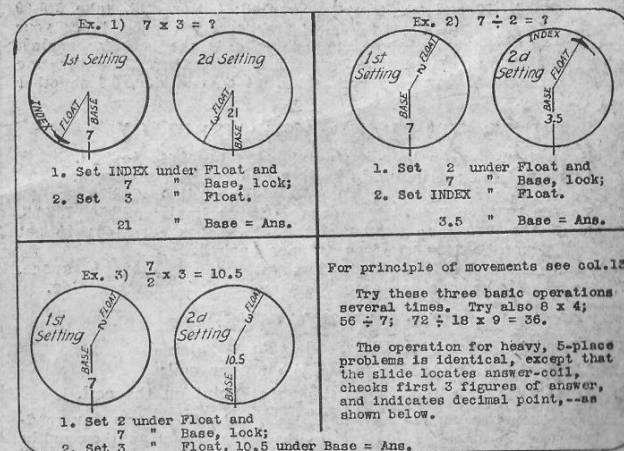 Ex. 1) 7 x 3 = ?
1st Setting
INDEX
FLOAT
BASE
7
2d Setting
FLOAT
3
21
BASE
1. Set INDEX under Float and
7 " Base, lock;
2. Set 3 " Float.
21 " Base = Ans.
Ex. 2) 7 ÷ 2 = ?
1st Setting
FLOAT
2
BASE
7
INDEX
2d Setting
FLOAT
BASE
3.5
1. Set 2 under Float and
7 " Base, lock;
2. Set INDEX " Float.
3.5 " Base = Ans.
Ex. 3) 7/2 x 3 = 10.5
1st Setting
FLOAT
2
BASE
7
2d Setting
FLOAT
3
10.5
BASE
1. Set 2 under Float and
7 " Base, lock;
2. Set 3 " Float. 10.5 under Base = Ans.
For principle of movements see col.13
Try these three basic operations
several times. Try also 8 x 4;
56 ÷ 7; 72 ÷ 18 x 9 = 36.
The operation for heavy, 5-place
problems is identical, except that
the slide locates answer-coil,
checks first 3 figures of answer,
and indicates decimal point,--as
shown below.